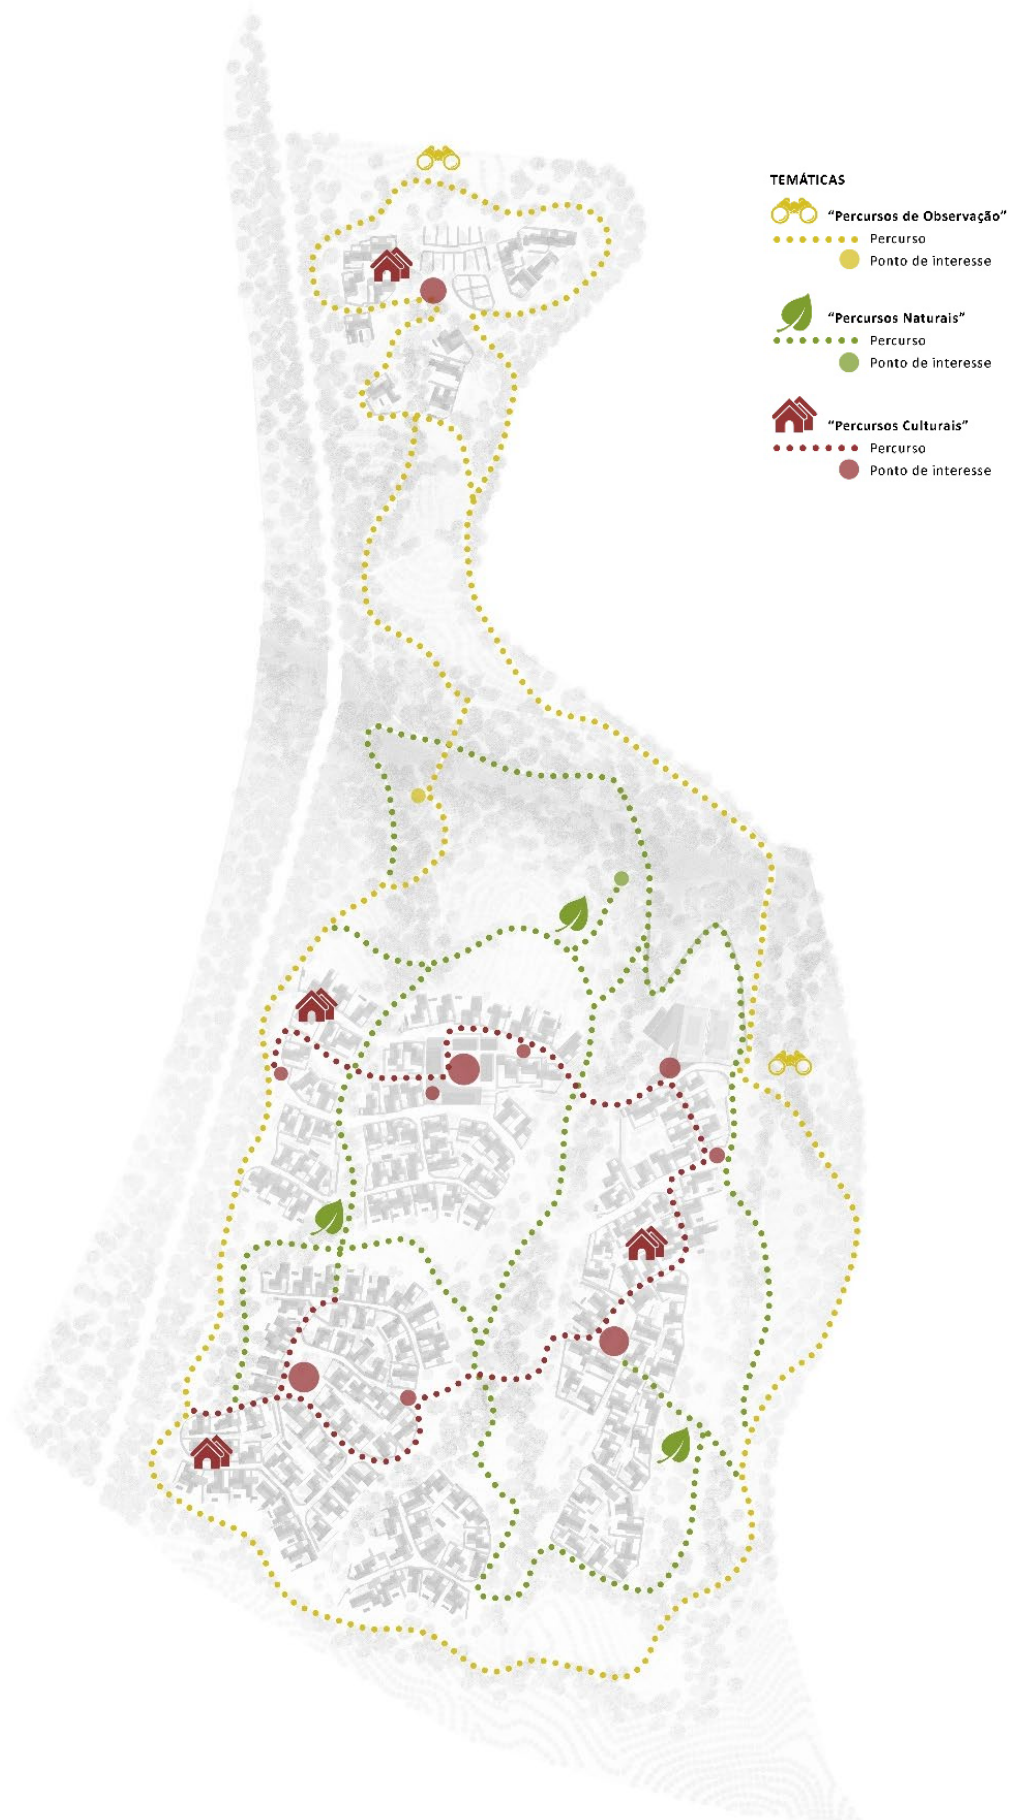 TEMÁTICAS
“Percursos de Observação”
Percurso
Ponto de interesse
“Percursos Naturais”
Percurso
Ponto de interesse
“Percursos Culturais”
Percurso
Ponto de interesse